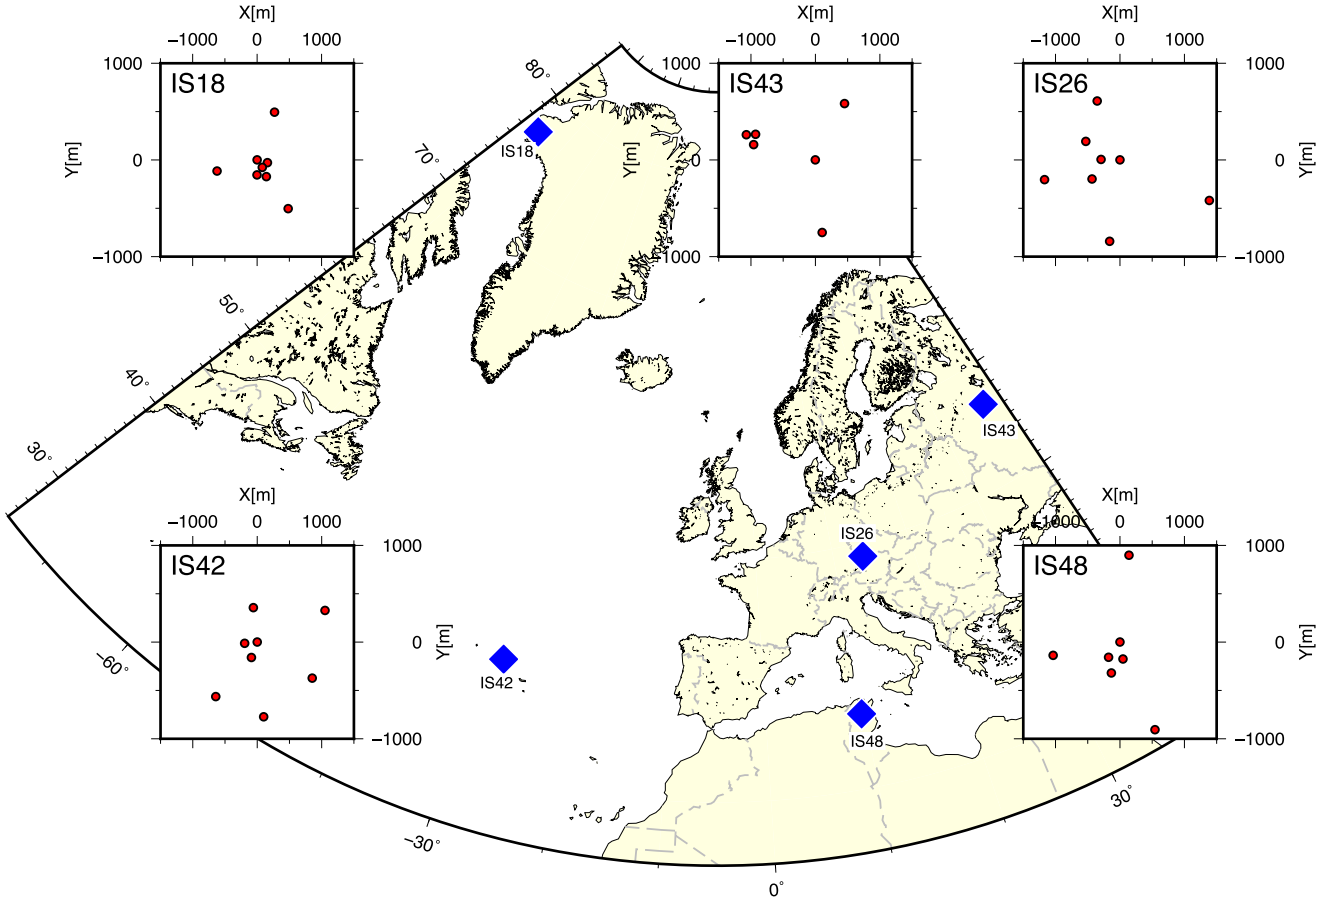 X[m] X[m] X[m]
−1000 0 1000 −1000 0 1000 −1000 0 1000
1000 IS18 80° 1000 IS43 IS26 1000
Y[m] 0 70° IS18 Y[m] 0 0 Y[m]
−1000 1000 −1000
50°
40°
IS43
30°
X[m] X[m]
−1000 0 1000 −1000 0 1000
IS26
IS42 1000 IS48 1000
0 Y[m] 0 Y[m]
−60° IS42
−1000 IS48 −1000
30°
−30°
0°